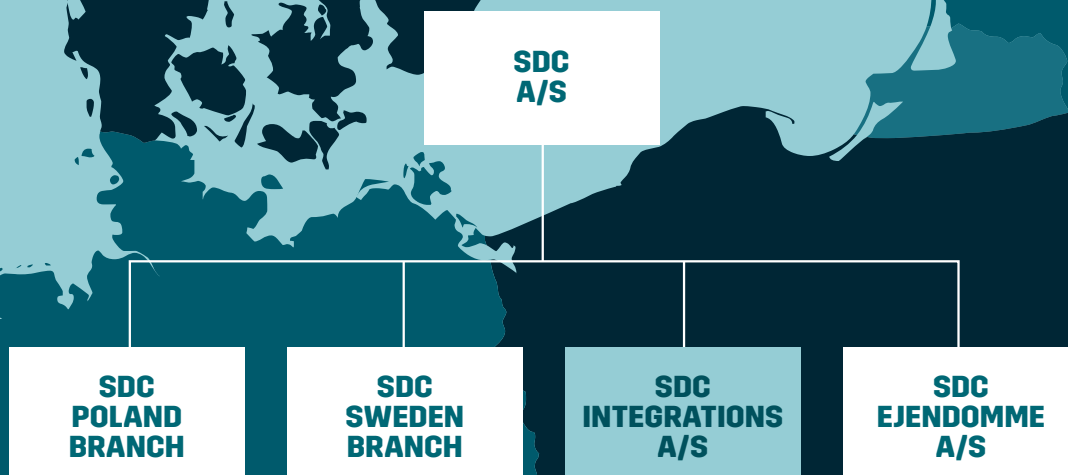 SDC
A/S
SDC
POLAND
BRANCH
SDC
SWEDEN
BRANCH
SDC
INTEGRATIONS
A/S
SDC
EJENDOMME
A/S